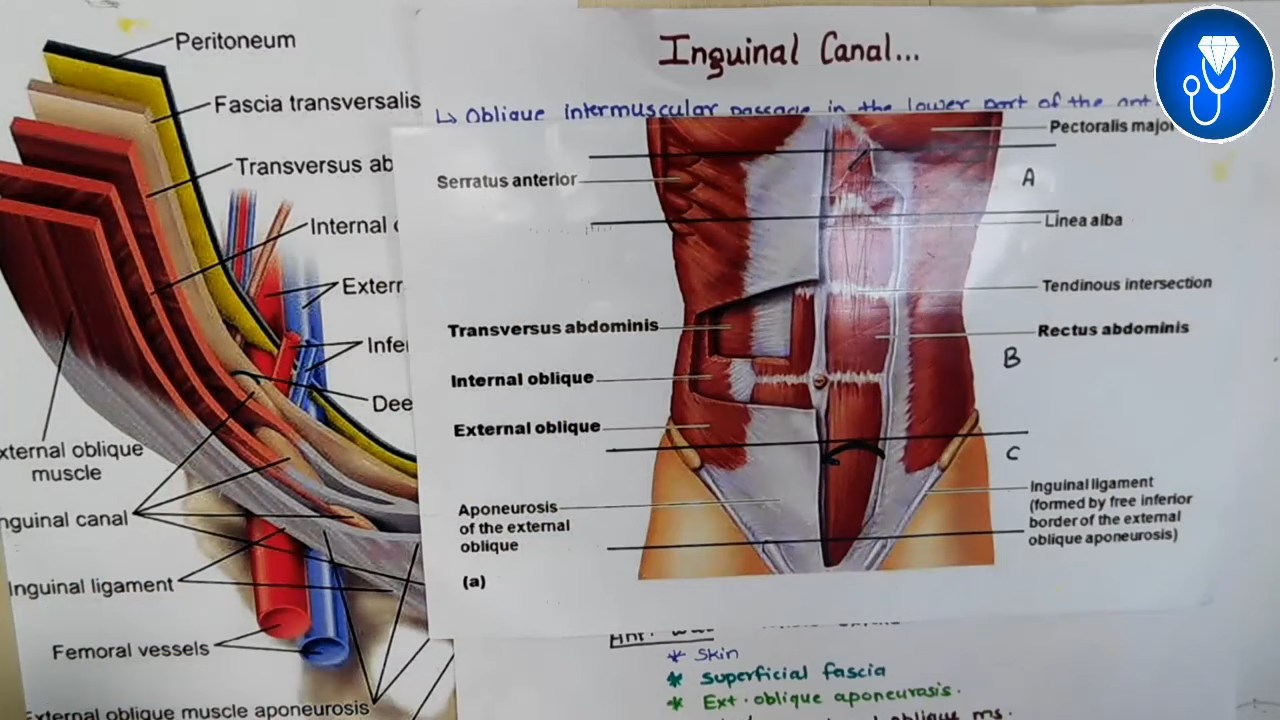 Peritoneum
Fascia transversalis
Transversus ab
Internal
Extern
Infe
Dee
xternal oblique
muscle
nguinal canal
Inguinal ligament
Femoral vessels
External oblique muscle aponeurosis
Inguinal Canal...
↳ Oblique intermuscular passage in the lower part of the ant.
Pectoralis major
Serratus anterior
A
Linea alba
Tendinous intersection
Transversus abdominis
Rectus abdominis
B
Internal oblique
External oblique
C
Aponeurosis
of the external
oblique
Inguinal ligament
(formed by free inferior
border of the external
oblique aponeurosis)
(a)
* Skin
* Superficial fascia
* Ext. oblique aponeurosis.
oblique ms.